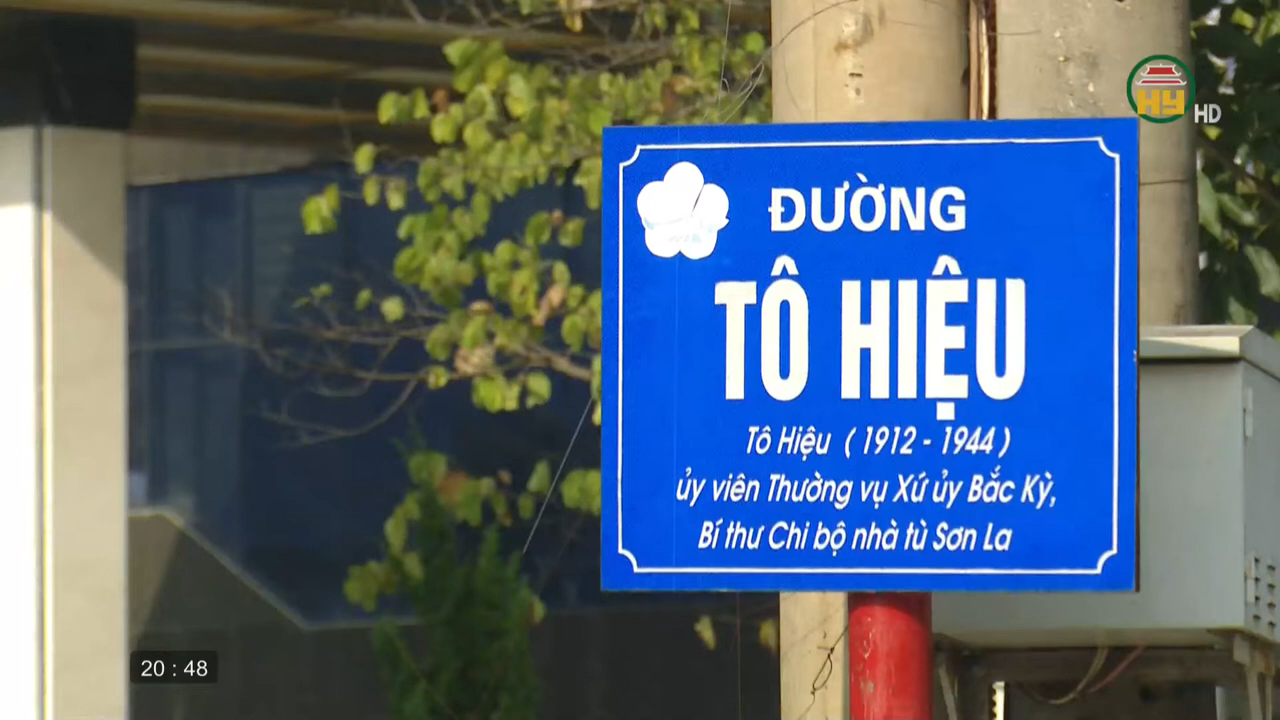 HY HD
ĐƯỜNG
TÔ HIỆU
Tô Hiệu ( 1912 - 1944 )
ủy viên Thường vụ Xứ ủy Bắc Kỳ,
Bí thư Chi bộ nhà tù Sơn La
20 : 48